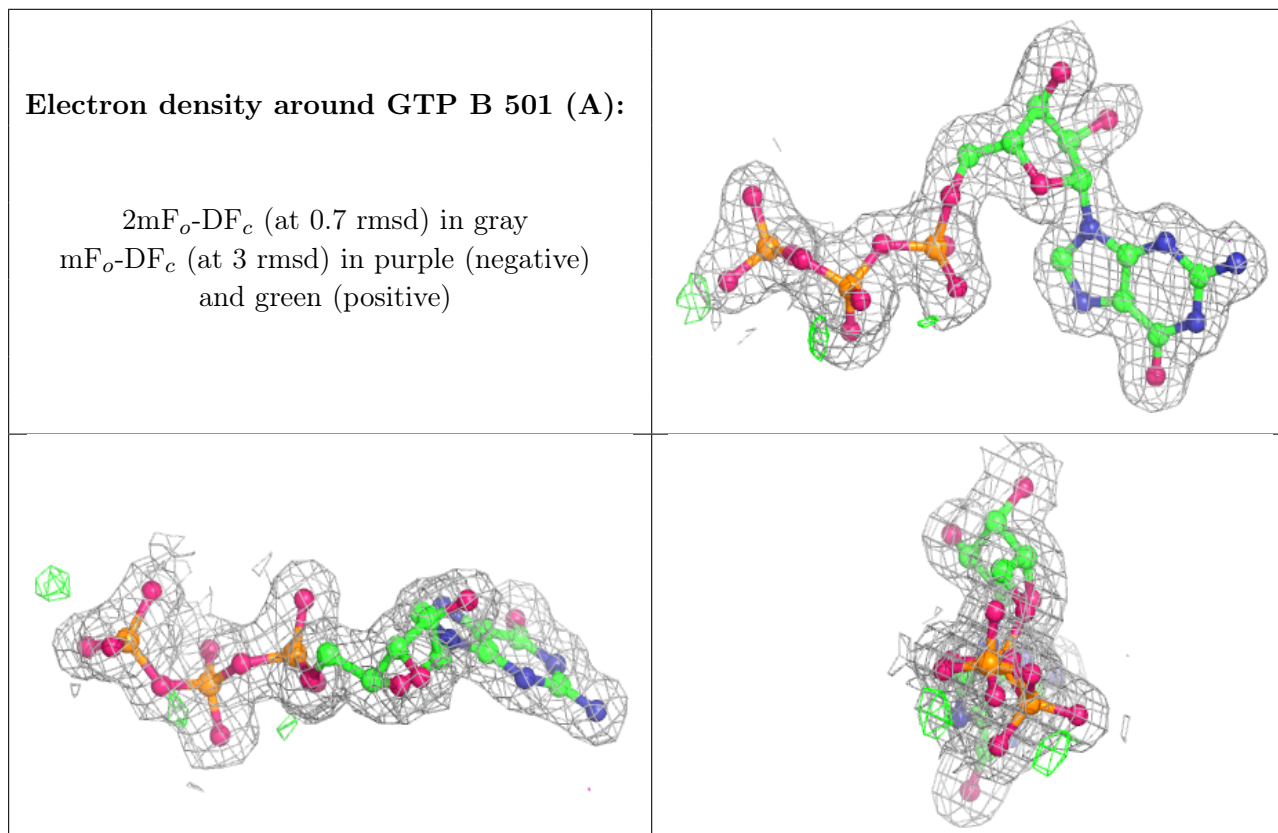 Electron density around GTP B 501 (A):
2mFo-DFc (at 0.7 rmsd) in gray
mFo-DFc (at 3 rmsd) in purple (negative)
and green (positive)